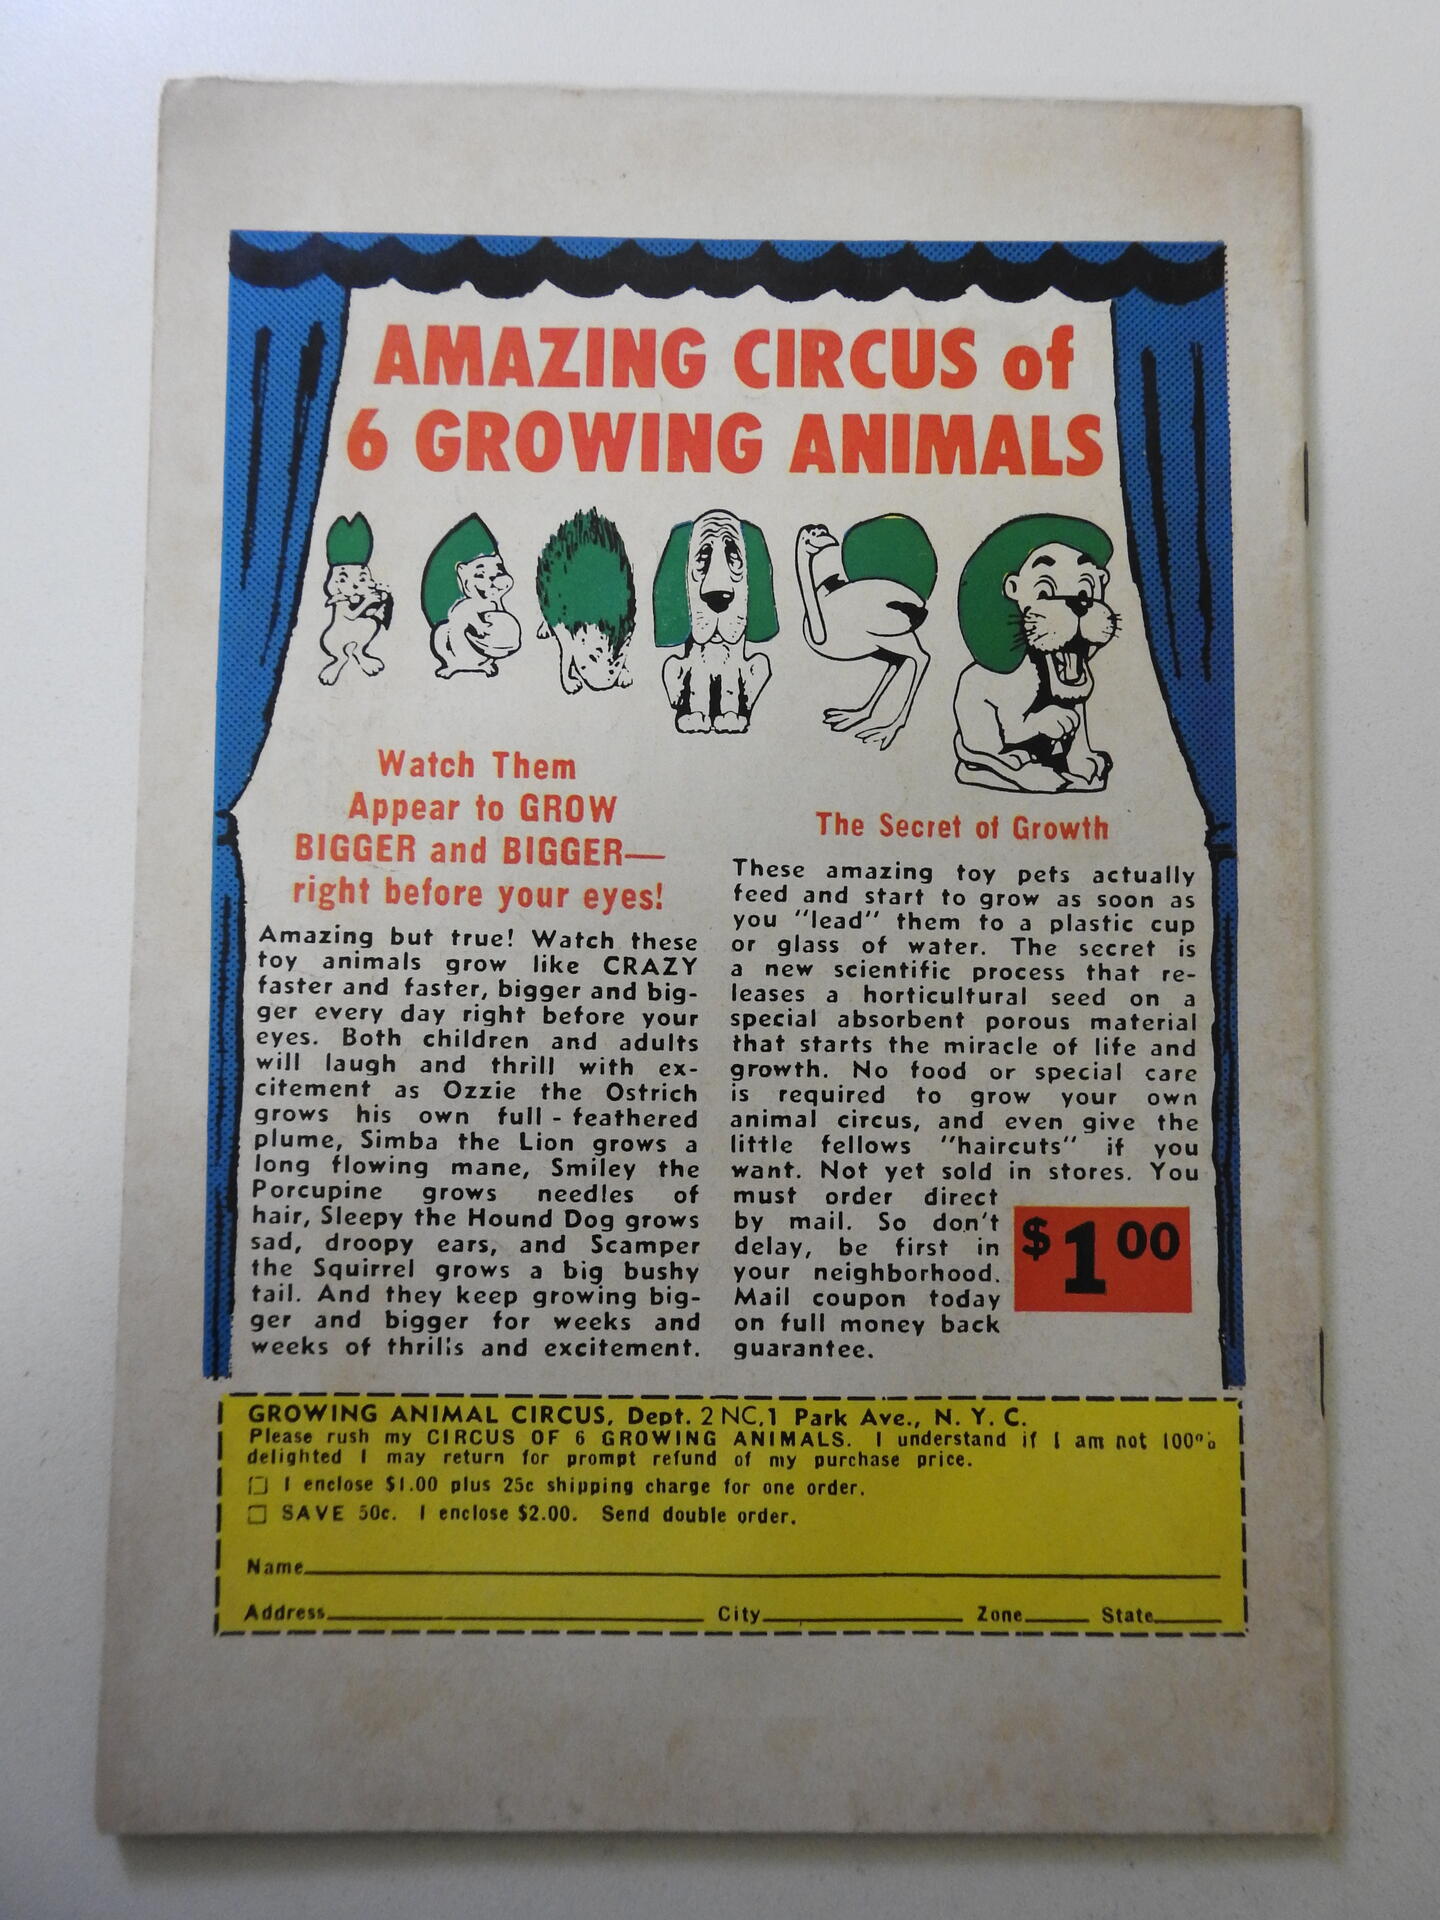 AMAZING CIRCUS of
6 GROWING ANIMALS
Watch Them
Appear to GROW
BIGGER and BIGGER—
right before your eyes!
Amazing but true! Watch these
toy animals grow like CRAZY
faster and faster, bigger and big-
ger every day right before your
eyes. Both children and adults
will laugh and thrill with ex-
citement as Ozzie the Ostrich
grows his own full - feathered
plume, Simba the Lion grows a
long flowing mane, Smiley the
Porcupine grows needles of
hair, Sleepy the Hound Dog grows
sad, droopy ears, and Scamper
the Squirrel grows a big bushy
tail. And they keep growing big-
ger and bigger for weeks and
weeks of thrills and excitement.
The Secret of Growth
These amazing toy pets actually
feed and start to grow as soon as
you "lead" them to a plastic cup
or glass of water. The secret is
a new scientific process that re-
leases a horticultural seed on a
special absorbent porous material
that starts the miracle of life and
growth. No food or special care
is required to grow your own
animal circus, and even give the
little fellows "haircuts" if you
want. Not yet sold in stores. You
must order direct
by mail. So don't
delay, be first in
your neighborhood.
Mail coupon today
on full money back
guarantee.
$1 00
GROWING ANIMAL CIRCUS, Dept. 2 NC, 1 Park Ave., N. Y. C.
Please rush my CIRCUS OF 6 GROWING ANIMALS. I understand if I am not 100%
delighted I may return for prompt refund of my purchase price.
☐ I enclose $1.00 plus 25c shipping charge for one order.
☐ SAVE 50c. I enclose $2.00. Send double order.
Name
Address City Zone State